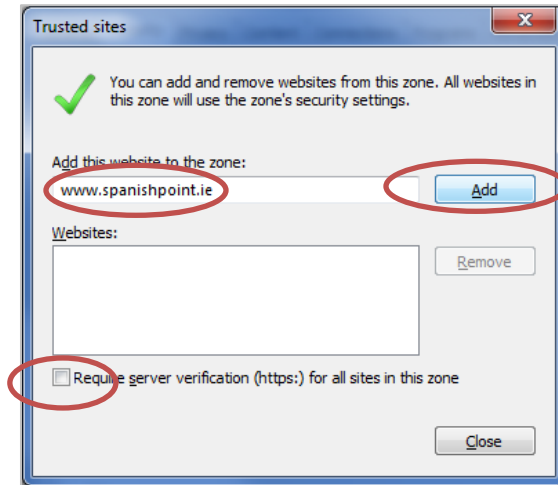 Trusted sites
You can add and remove websites from this zone. All websites in
this zone will use the zone's security settings.
Add this website to the zone:
www.spanishpoint.ie
Add
Websites:
Remove
Require server verification (https:) for all sites in this zone
Close